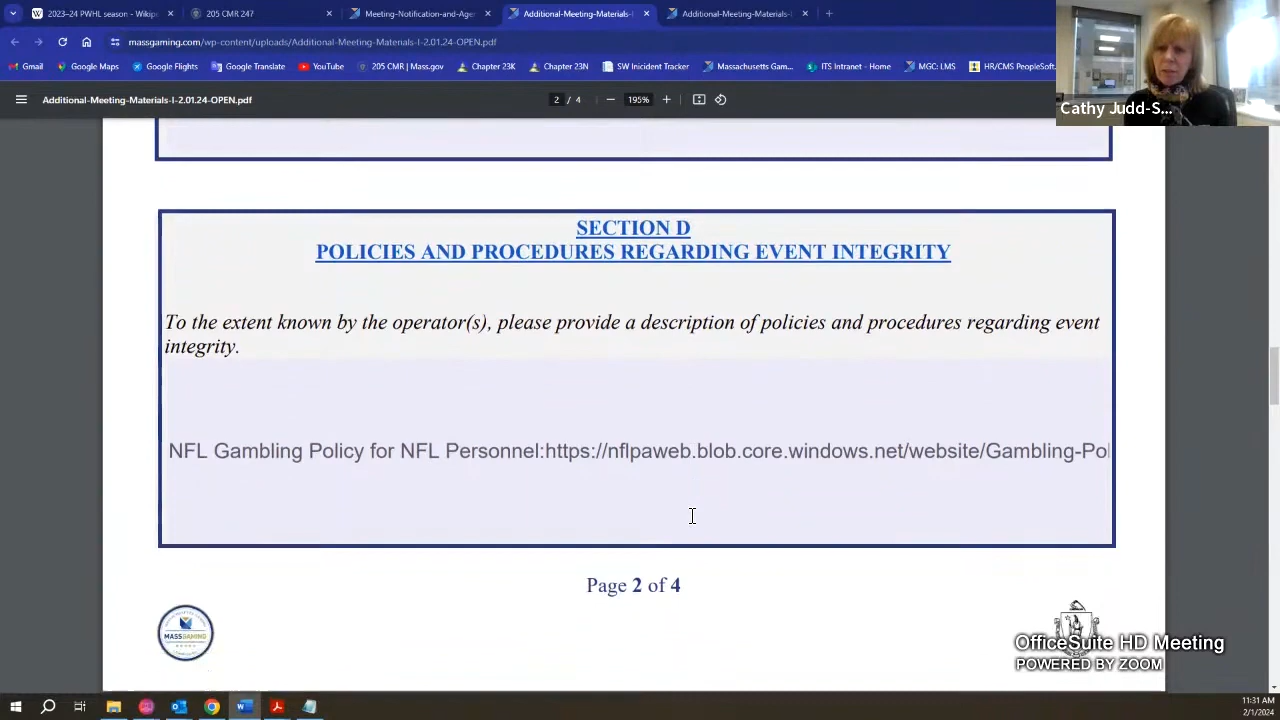 2023-24 PWHL season - Wikip
205 CMR 247
Meeting-Notification-and-Agen
Additional-Meeting-Materials-I
Additional-Meeting-Materials-
massgaming.com/wp-content/uploads/Additional-Meeting-Materials-I-2.01.24-OPEN.pdf
Gmail
Google Maps
Google Flights
Google Translate
YouTube
205 CMR | Mass.gov
Chapter 23K
Chapter 23N
SW Inicident Tracker
Massachusetts Gam...
ITS Intranet - Home
MGC: LMS
HR/CMS PeopleSoft
Additional-Meeting-Materials-I-2.01.24-OPEN.pdf
2 / 4
195%
Cathy Judd-S...
SECTION D
POLICIES AND PROCEDURES REGARDING EVENT INTEGRITY
To the extent known by the operator(s), please provide a description of policies and procedures regarding event
integrity.
NFL Gambling Policy for NFL Personnel:https://nflpaweb.blob.core.windows.net/website/Gambling-Pol
Page 2 of 4
MASSGAMING
OfficeSuite HD Meeting
POWERED BY ZOOM
11:31 AM
2/1/2024